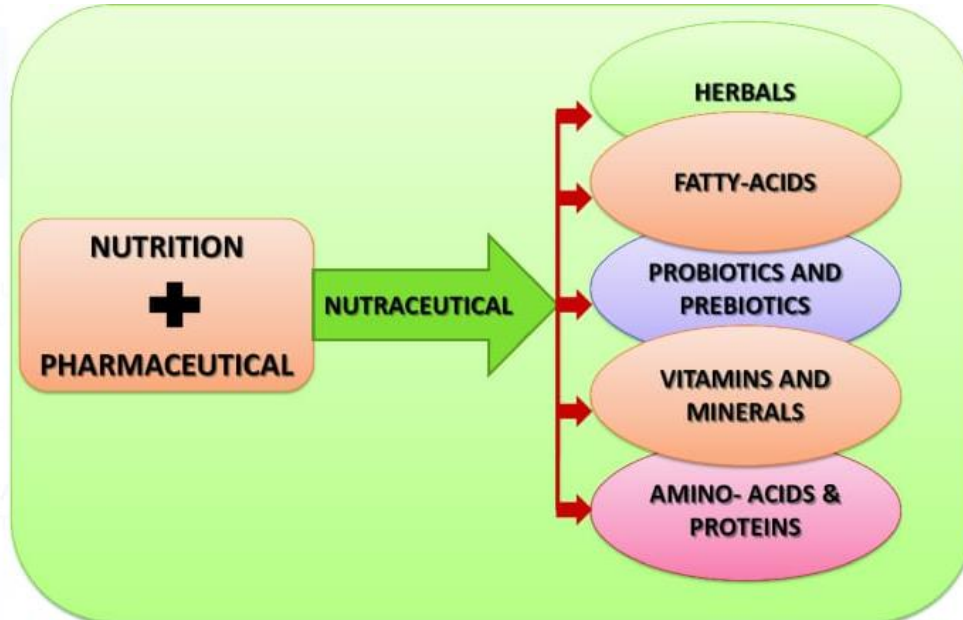 NUTRITION
+
PHARMACEUTICAL
NUTRACEUTICAL
HERBALS
FATTY-ACIDS
PROBIOTICS AND
PREBIOTICS
VITAMINS AND
MINERALS
AMINO- ACIDS &
PROTEINS